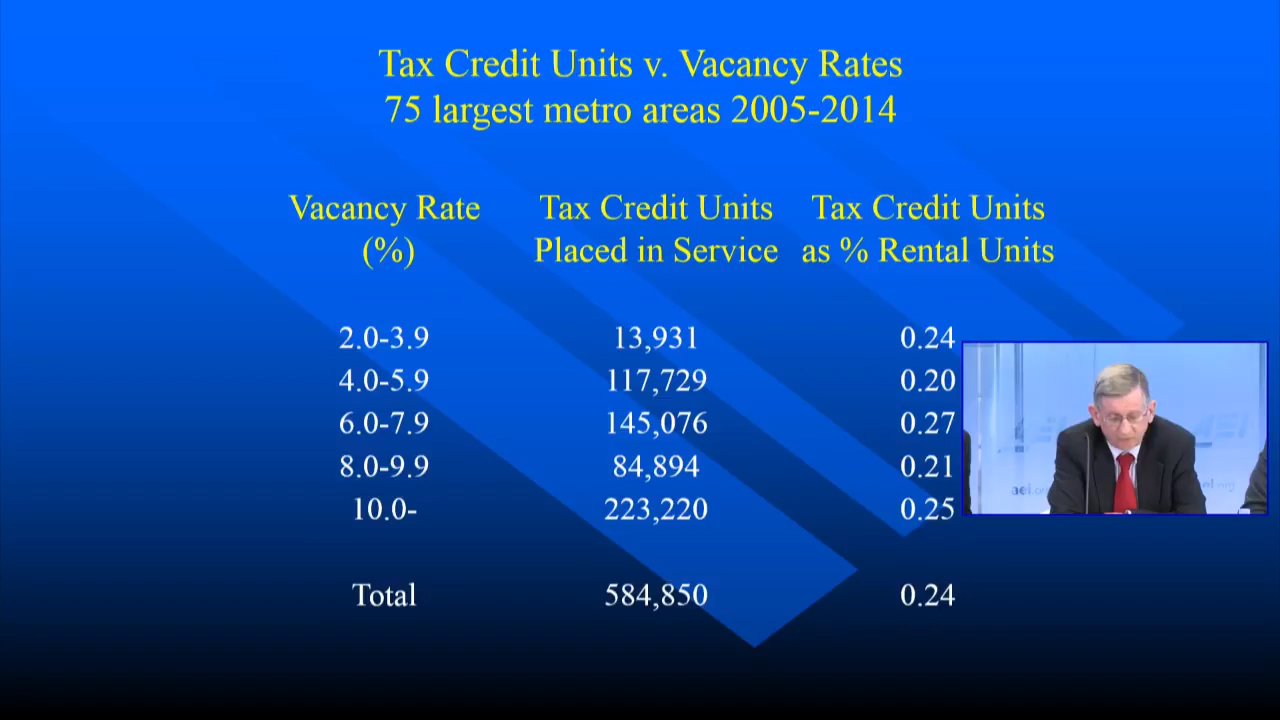 Tax Credit Units v. Vacancy Rates
75 largest metro areas 2005-2014
Vacancy Rate Tax Credit Units Tax Credit Units
(%) Placed in Service as % Rental Units
2.0-3.9 13,931 0.24
4.0-5.9 117,729 0.20
6.0-7.9 145,076 0.27
8.0-9.9 84,894 0.21
10.0- 223,220 0.25
Total 584,850 0.24